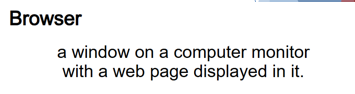 Browser
a window on a computer monitor
with a web page displayed in it.